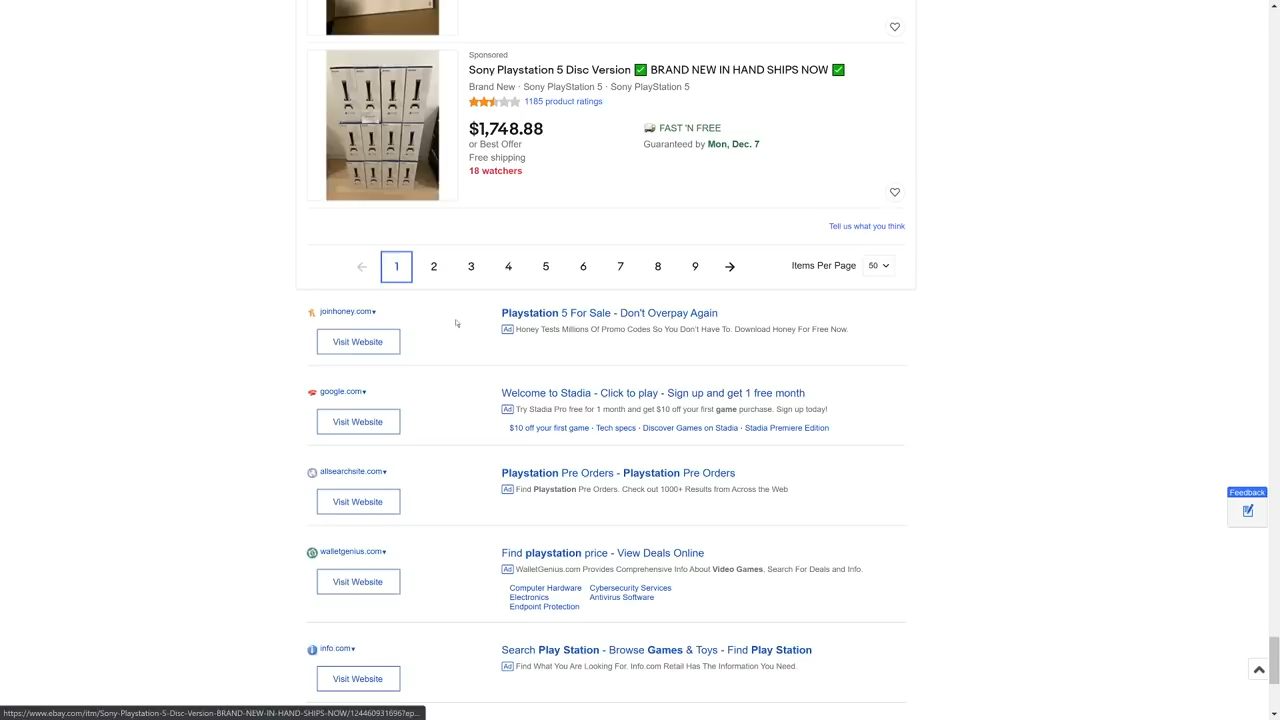 Sponsored
Sony Playstation 5 Disc Version ✅ BRAND NEW IN HAND SHIPS NOW ✅
Brand New · Sony PlayStation 5 · Sony PlayStation 5
1185 product ratings
$1,748.88
FAST 'N FREE
or Best Offer
Guaranteed by Mon, Dec. 7
Free shipping
18 watchers
Tell us what you think
1 2 3 4 5 6 7 8 9
Items Per Page 50
joinhoney.com
Playstation 5 For Sale - Don't Overpay Again
Ad Honey Tests Millions Of Promo Codes So You Don't Have To. Download Honey For Free Now.
Visit Website
google.com
Welcome to Stadia - Click to play - Sign up and get 1 free month
Ad Try Stadia Pro free for 1 month and get $10 off your first game purchase. Sign up today!
Visit Website
$10 off your first game · Tech specs · Discover Games on Stadia · Stadia Premiere Edition
allsearchsite.com
Playstation Pre Orders - Playstation Pre Orders
Ad Find Playstation Pre Orders. Check out 1000+ Results from Across the Web
Visit Website
Feedback
walletgenius.com
Find playstation price - View Deals Online
Ad WalletGenius.com Provides Comprehensive Info About Video Games, Search For Deals and Info.
Visit Website
Computer Hardware Cybersecurity Services
Electronics Antivirus Software
Endpoint Protection
info.com
Search Play Station - Browse Games & Toys - Find Play Station
Ad Find What You Are Looking For. Info.com Retail Has The Information You Need.
Visit Website
https://www.ebay.com/itm/Sony-Playstation-5-Disc-Version-BRAND-NEW-IN-HAND-SHIPS-NOW/124460931696?ep...